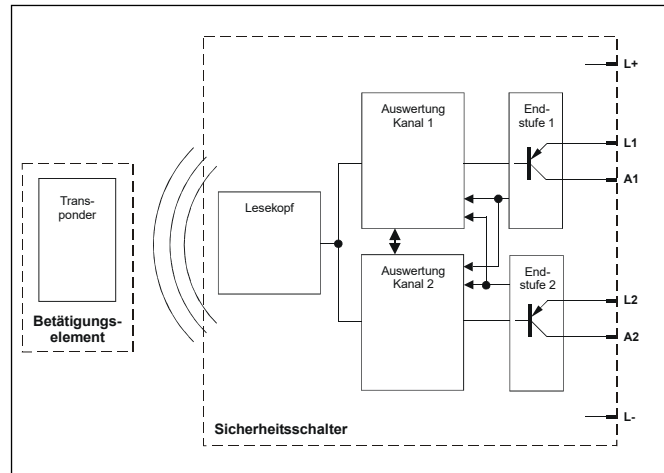 L+
Auswertung
Kanal 1
End-
stufe 1
L1
A1
Trans-
ponder
Lesekopf
Auswertung
Kanal 2
End-
stufe 2
L2
A2
Betätigungs-
element
L-
Sicherheitsschalter